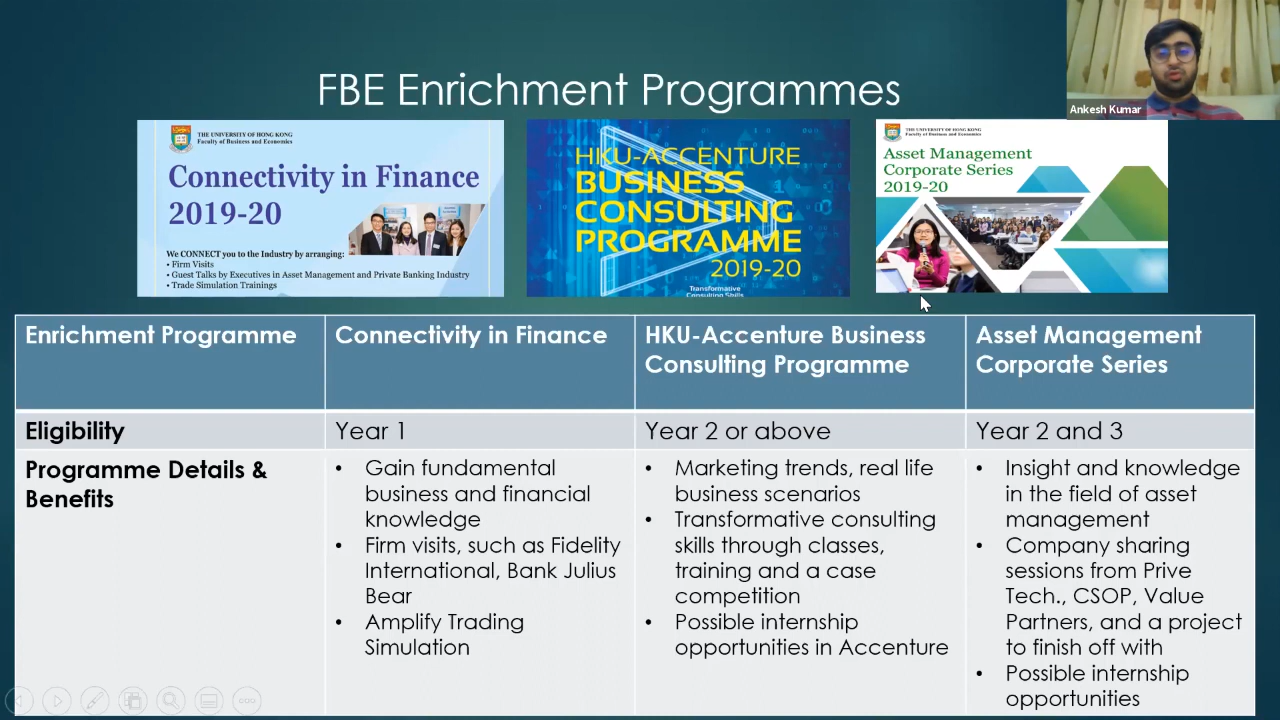 FBE Enrichment Programmes
Ankesh Kumar
THE UNIVERSITY OF HONG KONG
Faculty of Business and Economics
Connectivity in Finance
2019-20
We CONNECT you to the Industry by arranging:
• Firm Visits
• Guest Talks by Executives in Asset Management and Private Banking Industry
• Trade Simulation Trainings
HKU-ACCENTURE
BUSINESS
CONSULTING
PROGRAMME
2019-20
Transformative
Consulting Skills
THE UNIVERSITY OF HONG KONG
Faculty of Business and Economics
Asset Management
Corporate Series
2019-20
Enrichment Programme
Connectivity in Finance
HKU-Accenture Business
Consulting Programme
Asset Management
Corporate Series
Eligibility
Year 1
Year 2 or above
Year 2 and 3
Programme Details &
Benefits
• Gain fundamental
business and financial
knowledge
• Firm visits, such as Fidelity
International, Bank Julius
Bear
• Amplify Trading
Simulation
• Marketing trends, real life
business scenarios
• Transformative consulting
skills through classes,
training and a case
competition
• Possible internship
opportunities in Accenture
• Insight and knowledge
in the field of asset
management
• Company sharing
sessions from Prive
Tech., CSOP, Value
Partners, and a project
to finish off with
• Possible internship
opportunities